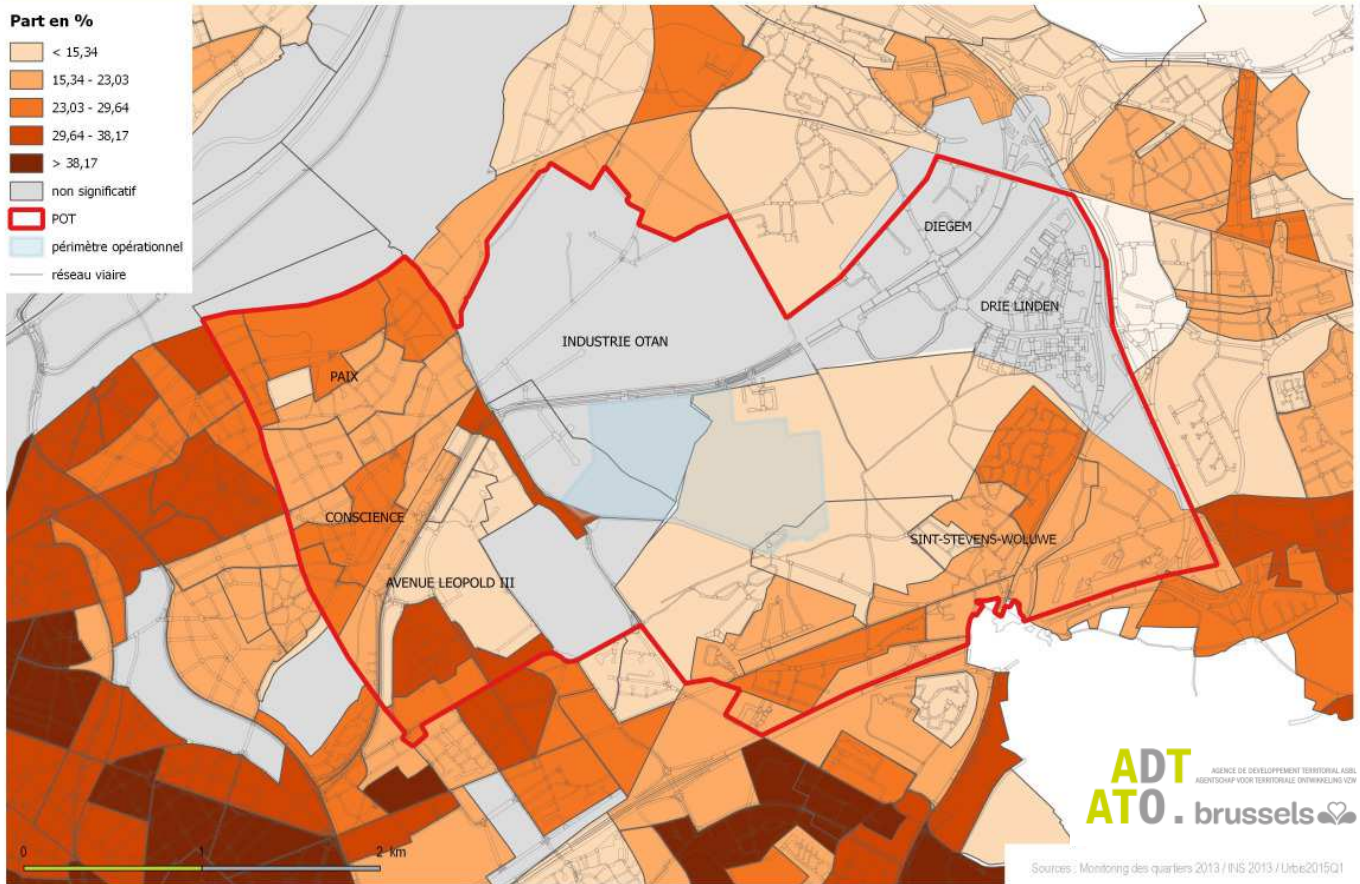 Part en %
< 15,34
15,34 - 23,03
23,03 - 29,64
29,64 - 38,17
> 38,17
non significatif
POT
périmètre opérationnel
réseau viaire
DIEGEM
DRIE LINDEN
INDUSTRIE OTAN
PAIX
CONSCIENCE
SINT-STEVENS-WOLUWE
AVENUE LEOPOLD III
ADT
ATO.
AGENCE DE DEVELOPPEMENT TERRITORIAL ASBL
AGENTSCHAP VOOR TERRITORIALE ONTWIKKELING VZW
brussels
0 1 2 km
Sources : Monitoring des quartiers 2013 / INS 2013 / Urbis2015Q1